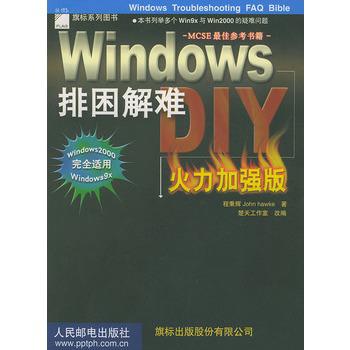 Windows Troubleshooting FAQ Bible
旗标系列图书
FLAG
●本书列举多个Win9x与Win2000的疑难问题
-MCSE最佳参考书籍-
Windows
排困解难
DIY
火力加强版
Windows2000
完全适用
Windows9x
程秉辉 John hawke 著
楚天工作室 改编
人民邮电出版社
www.pptph.com.cn
旗标出版股份有限公司